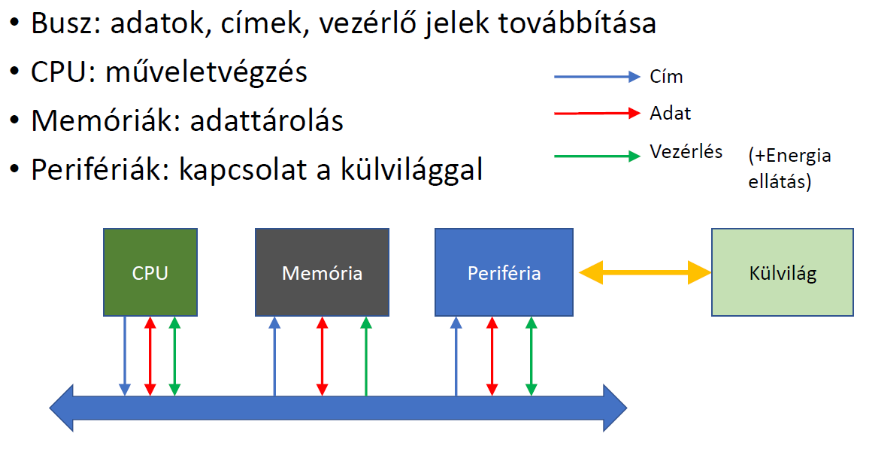 • Busz: adatok, címek, vezérlő jelek továbbítása
• CPU: műveletvégzés
• Memóriák: adattárolás
• Perifériák: kapcsolat a külvilággal
Cím
Adat
Vezérlés
(+Energia
ellátás)
CPU
Memória
Periféria
Külvilág